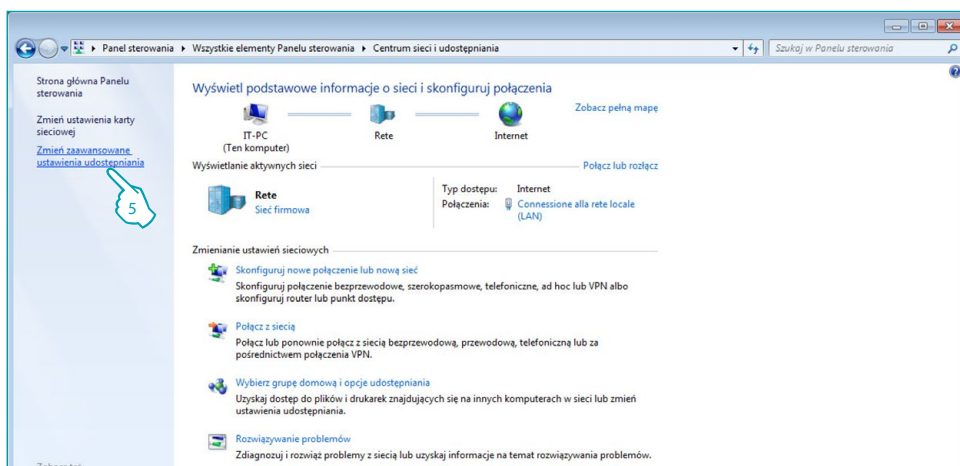 Panel sterowania ▸ Wszystkie elementy Panelu sterowania ▸ Centrum sieci i udostępniania
Szukaj w Panelu sterowania
Strona główna Panelu
sterowania
Zmień ustawienia karty
sieciowej
Zmień zaawansowane
ustawienia udostępniania
5
Wyświetl podstawowe informacje o sieci i skonfiguruj połączenia
Zobacz pełną mapę
IT-PC
(Ten komputer)
Rete
Internet
Wyświetlanie aktywnych sieci
Połącz lub rozłącz
Rete
Sieć firmowa
Typ dostępu: Internet
Połączenia: Connessione alla rete locale
(LAN)
Zmienianie ustawień sieciowych
Skonfiguruj nowe połączenie lub nową sieć
Skonfiguruj połączenie bezprzewodowe, szerokopasmowe, telefoniczne, ad hoc lub VPN albo
skonfiguruj router lub punkt dostępu.
Połącz z siecią
Połącz lub ponownie połącz z siecią bezprzewodową, przewodową, telefoniczną lub za
pośrednictwem połączenia VPN.
Wybierz grupę domową i opcje udostępniania
Uzyskaj dostęp do plików i drukarek znajdujących się na innych komputerach w sieci lub zmień
ustawienia udostępniania.
Rozwiązywanie problemów
Zdiagnozuj i rozwiąż problemy z siecią lub uzyskaj informacje na temat rozwiązywania problemów.